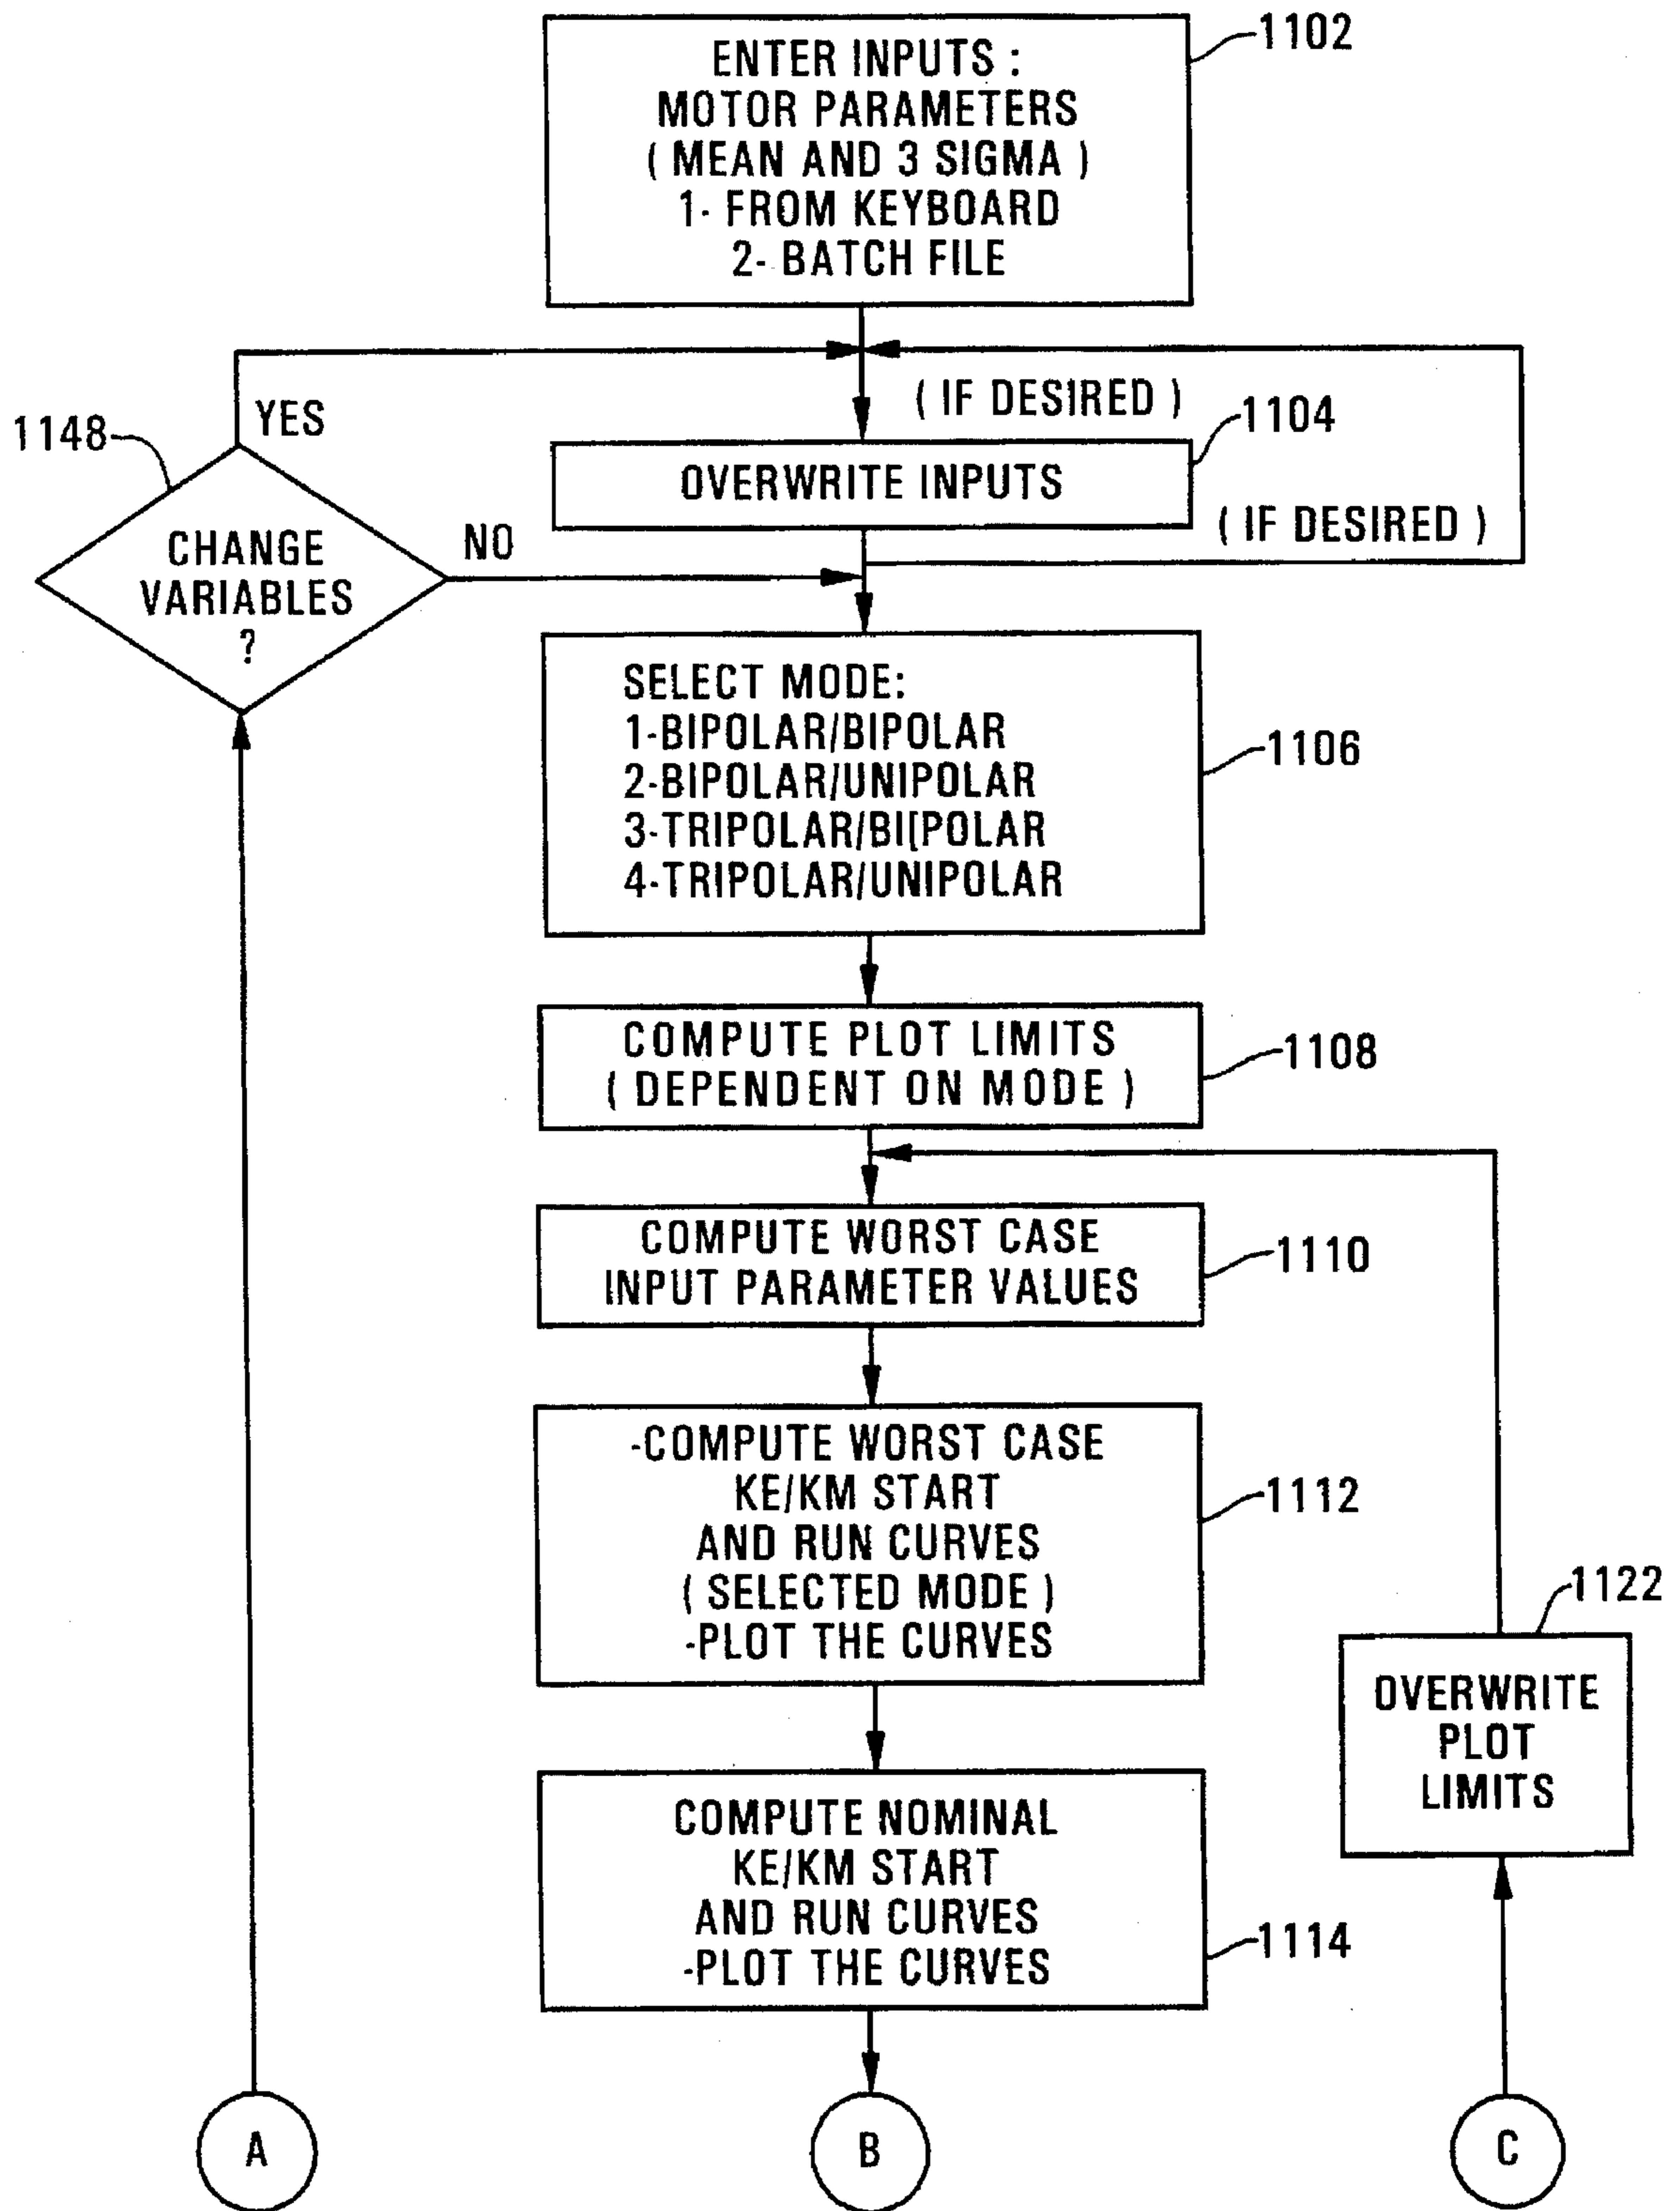 ENTER INPUTS :
MOTOR PARAMETERS
( MEAN AND 3 SIGMA )
1- FROM KEYBOARD
2- BATCH FILE
1102
( IF DESIRED )
YES
1148
1104
OVERWRITE INPUTS
( IF DESIRED )
NO
CHANGE
VARIABLES
?
SELECT MODE:
1-BIPOLAR/BIPOLAR
2-BIPOLAR/UNIPOLAR
3-TRIPOLAR/BI[POLAR
4-TRIPOLAR/UNIPOLAR
1106
COMPUTE PLOT LIMITS
( DEPENDENT ON MODE )
1108
COMPUTE WORST CASE
INPUT PARAMETER VALUES
1110
-COMPUTE WORST CASE
KE/KM START
AND RUN CURVES
( SELECTED MODE )
-PLOT THE CURVES
1112
1122
OVERWRITE
PLOT
LIMITS
COMPUTE NOMINAL
KE/KM START
AND RUN CURVES
-PLOT THE CURVES
1114
A
B
C